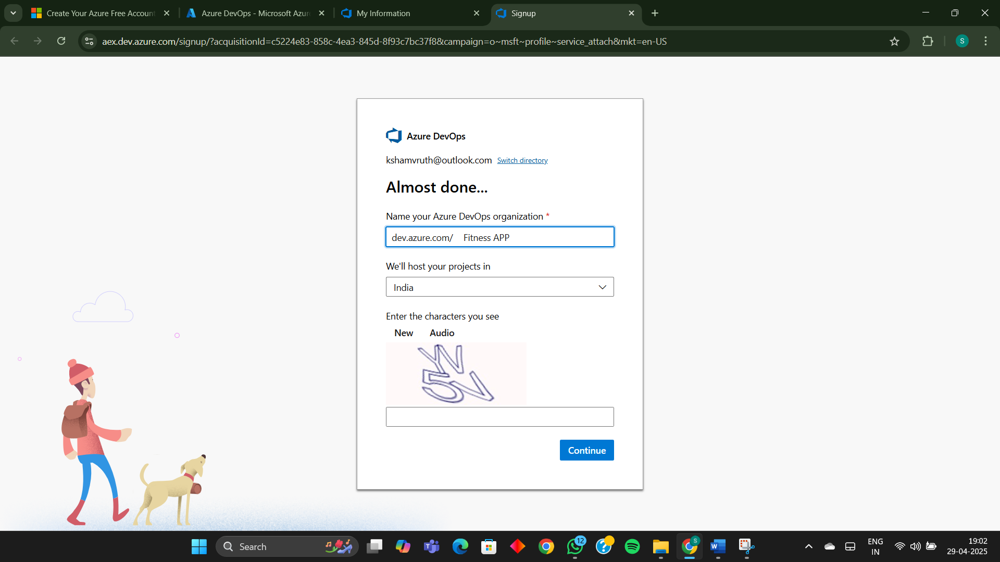 Create Your Azure Free Account
Azure DevOps - Microsoft Azur
My Information
Signup
aex.dev.azure.com/signup/?acquisitionId=c5224e83-858c-4ea3-845d-8f93c7bc37f8&campaign=o~msft~profile~service_attach&mkt=en-US
S
Azure DevOps
kshamvruth@outlook.com Switch directory
Almost done...
Name your Azure DevOps organization *
dev.azure.com/ Fitness APP
We'll host your projects in
India
Enter the characters you see
New Audio
Continue
Search
12
S
ENG
IN
19:02
29-04-2025